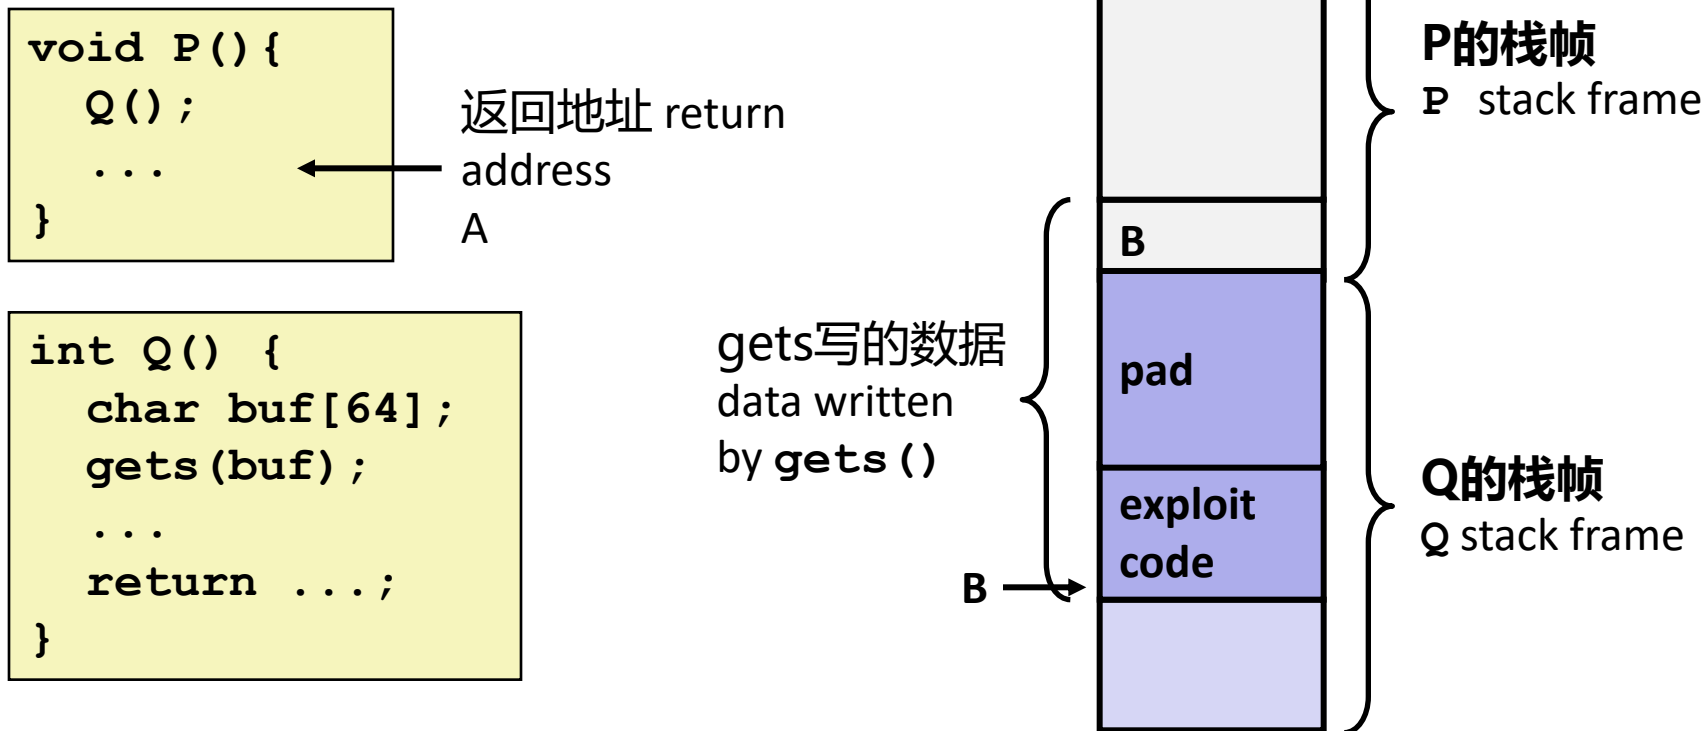 void P(){
  Q();
  ...
}
返回地址 return
address
A
int Q() {
  char buf[64];
  gets(buf);
  ...
  return ...;
}
gets写的数据
data written
by gets()
B
B
pad
exploit
code
P的栈帧
P stack frame
Q的栈帧
Q stack frame